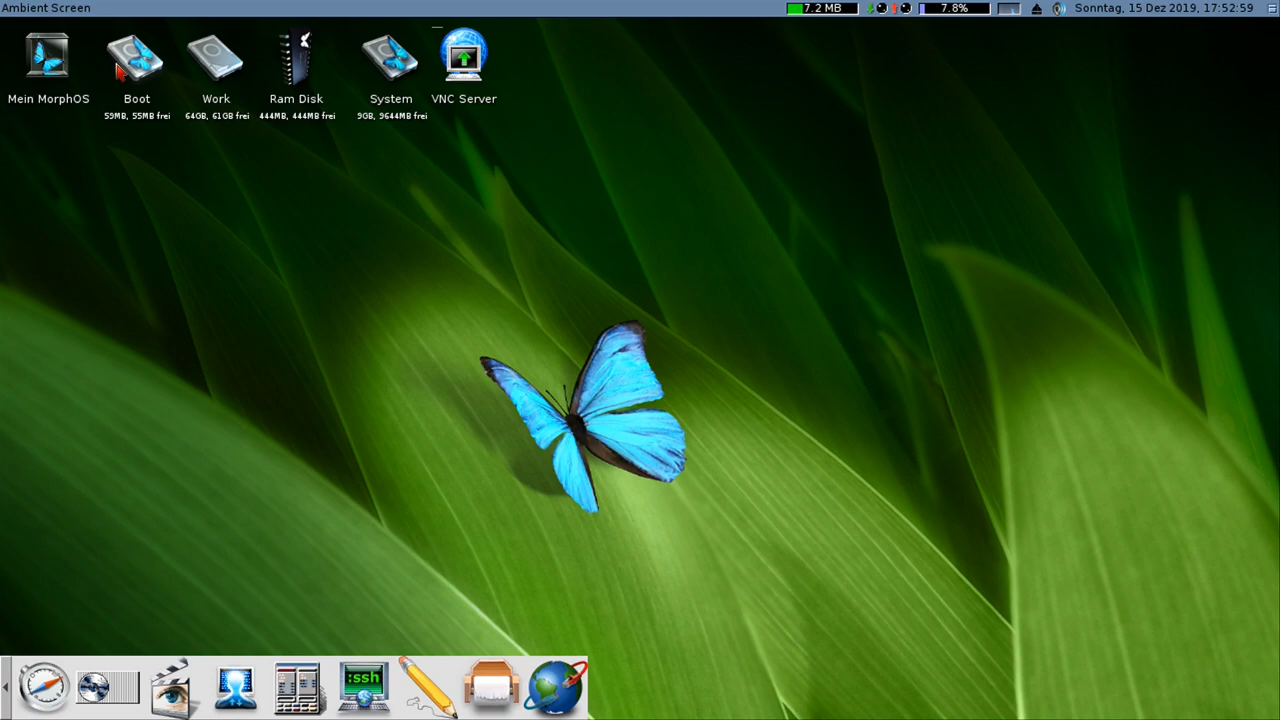 Ambient Screen
7.2 MB
7.8%
Sonntag, 15 Dez 2019, 17:52:59
Mein MorphOS
Boot
Work
Ram Disk
System
VNC Server
59MB, 55MB frei
64GB, 61GB frei
444MB, 444MB frei
9GB, 9644MB frei
:ssh